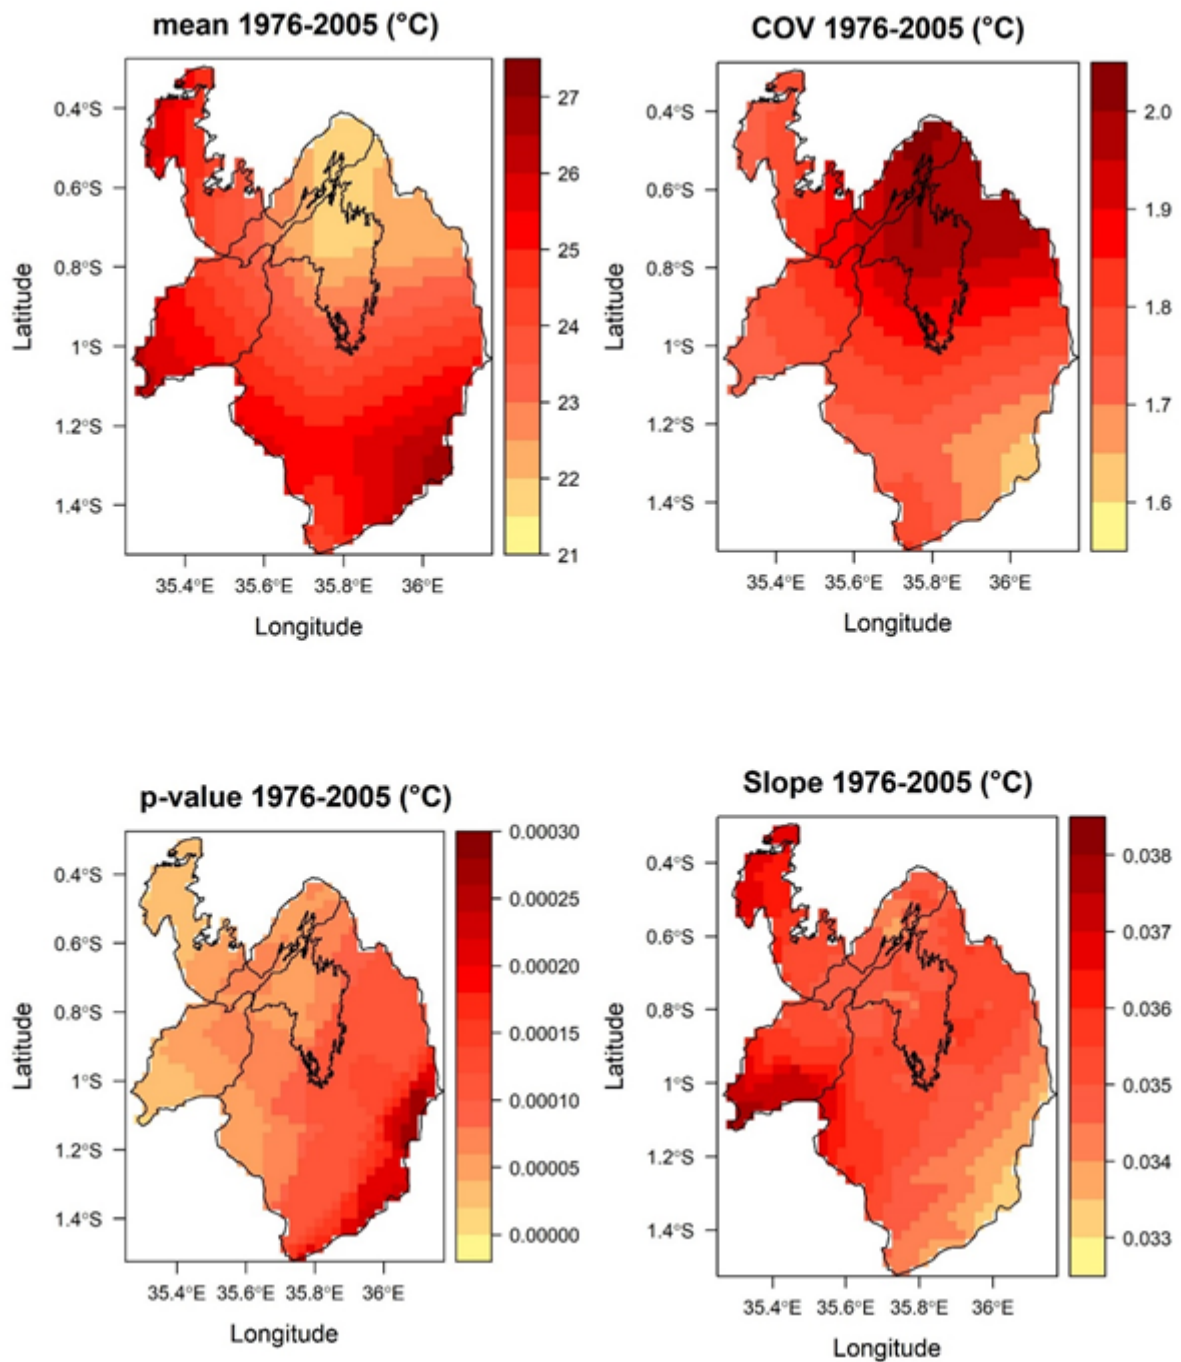 mean 1976-2005 (°C)
0.4°S
0.6°S
0.8°S
1°S
1.2°S
1.4°S
Latitude
35.4°E 35.6°E 35.8°E 36°E
Longitude
27
26
25
24
23
22
21
COV 1976-2005 (°C)
0.4°S
0.6°S
0.8°S
1°S
1.2°S
1.4°S
Latitude
35.4°E 35.6°E 35.8°E 36°E
Longitude
2.0
1.9
1.8
1.7
1.6
p-value 1976-2005 (°C)
0.4°S
0.6°S
0.8°S
1°S
1.2°S
1.4°S
Latitude
35.4°E 35.6°E 35.8°E 36°E
Longitude
0.00030
0.00025
0.00020
0.00015
0.00010
0.00005
0.00000
Slope 1976-2005 (°C)
0.4°S
0.6°S
0.8°S
1°S
1.2°S
1.4°S
Latitude
35.4°E 35.6°E 35.8°E 36°E
Longitude
0.038
0.037
0.036
0.035
0.034
0.033